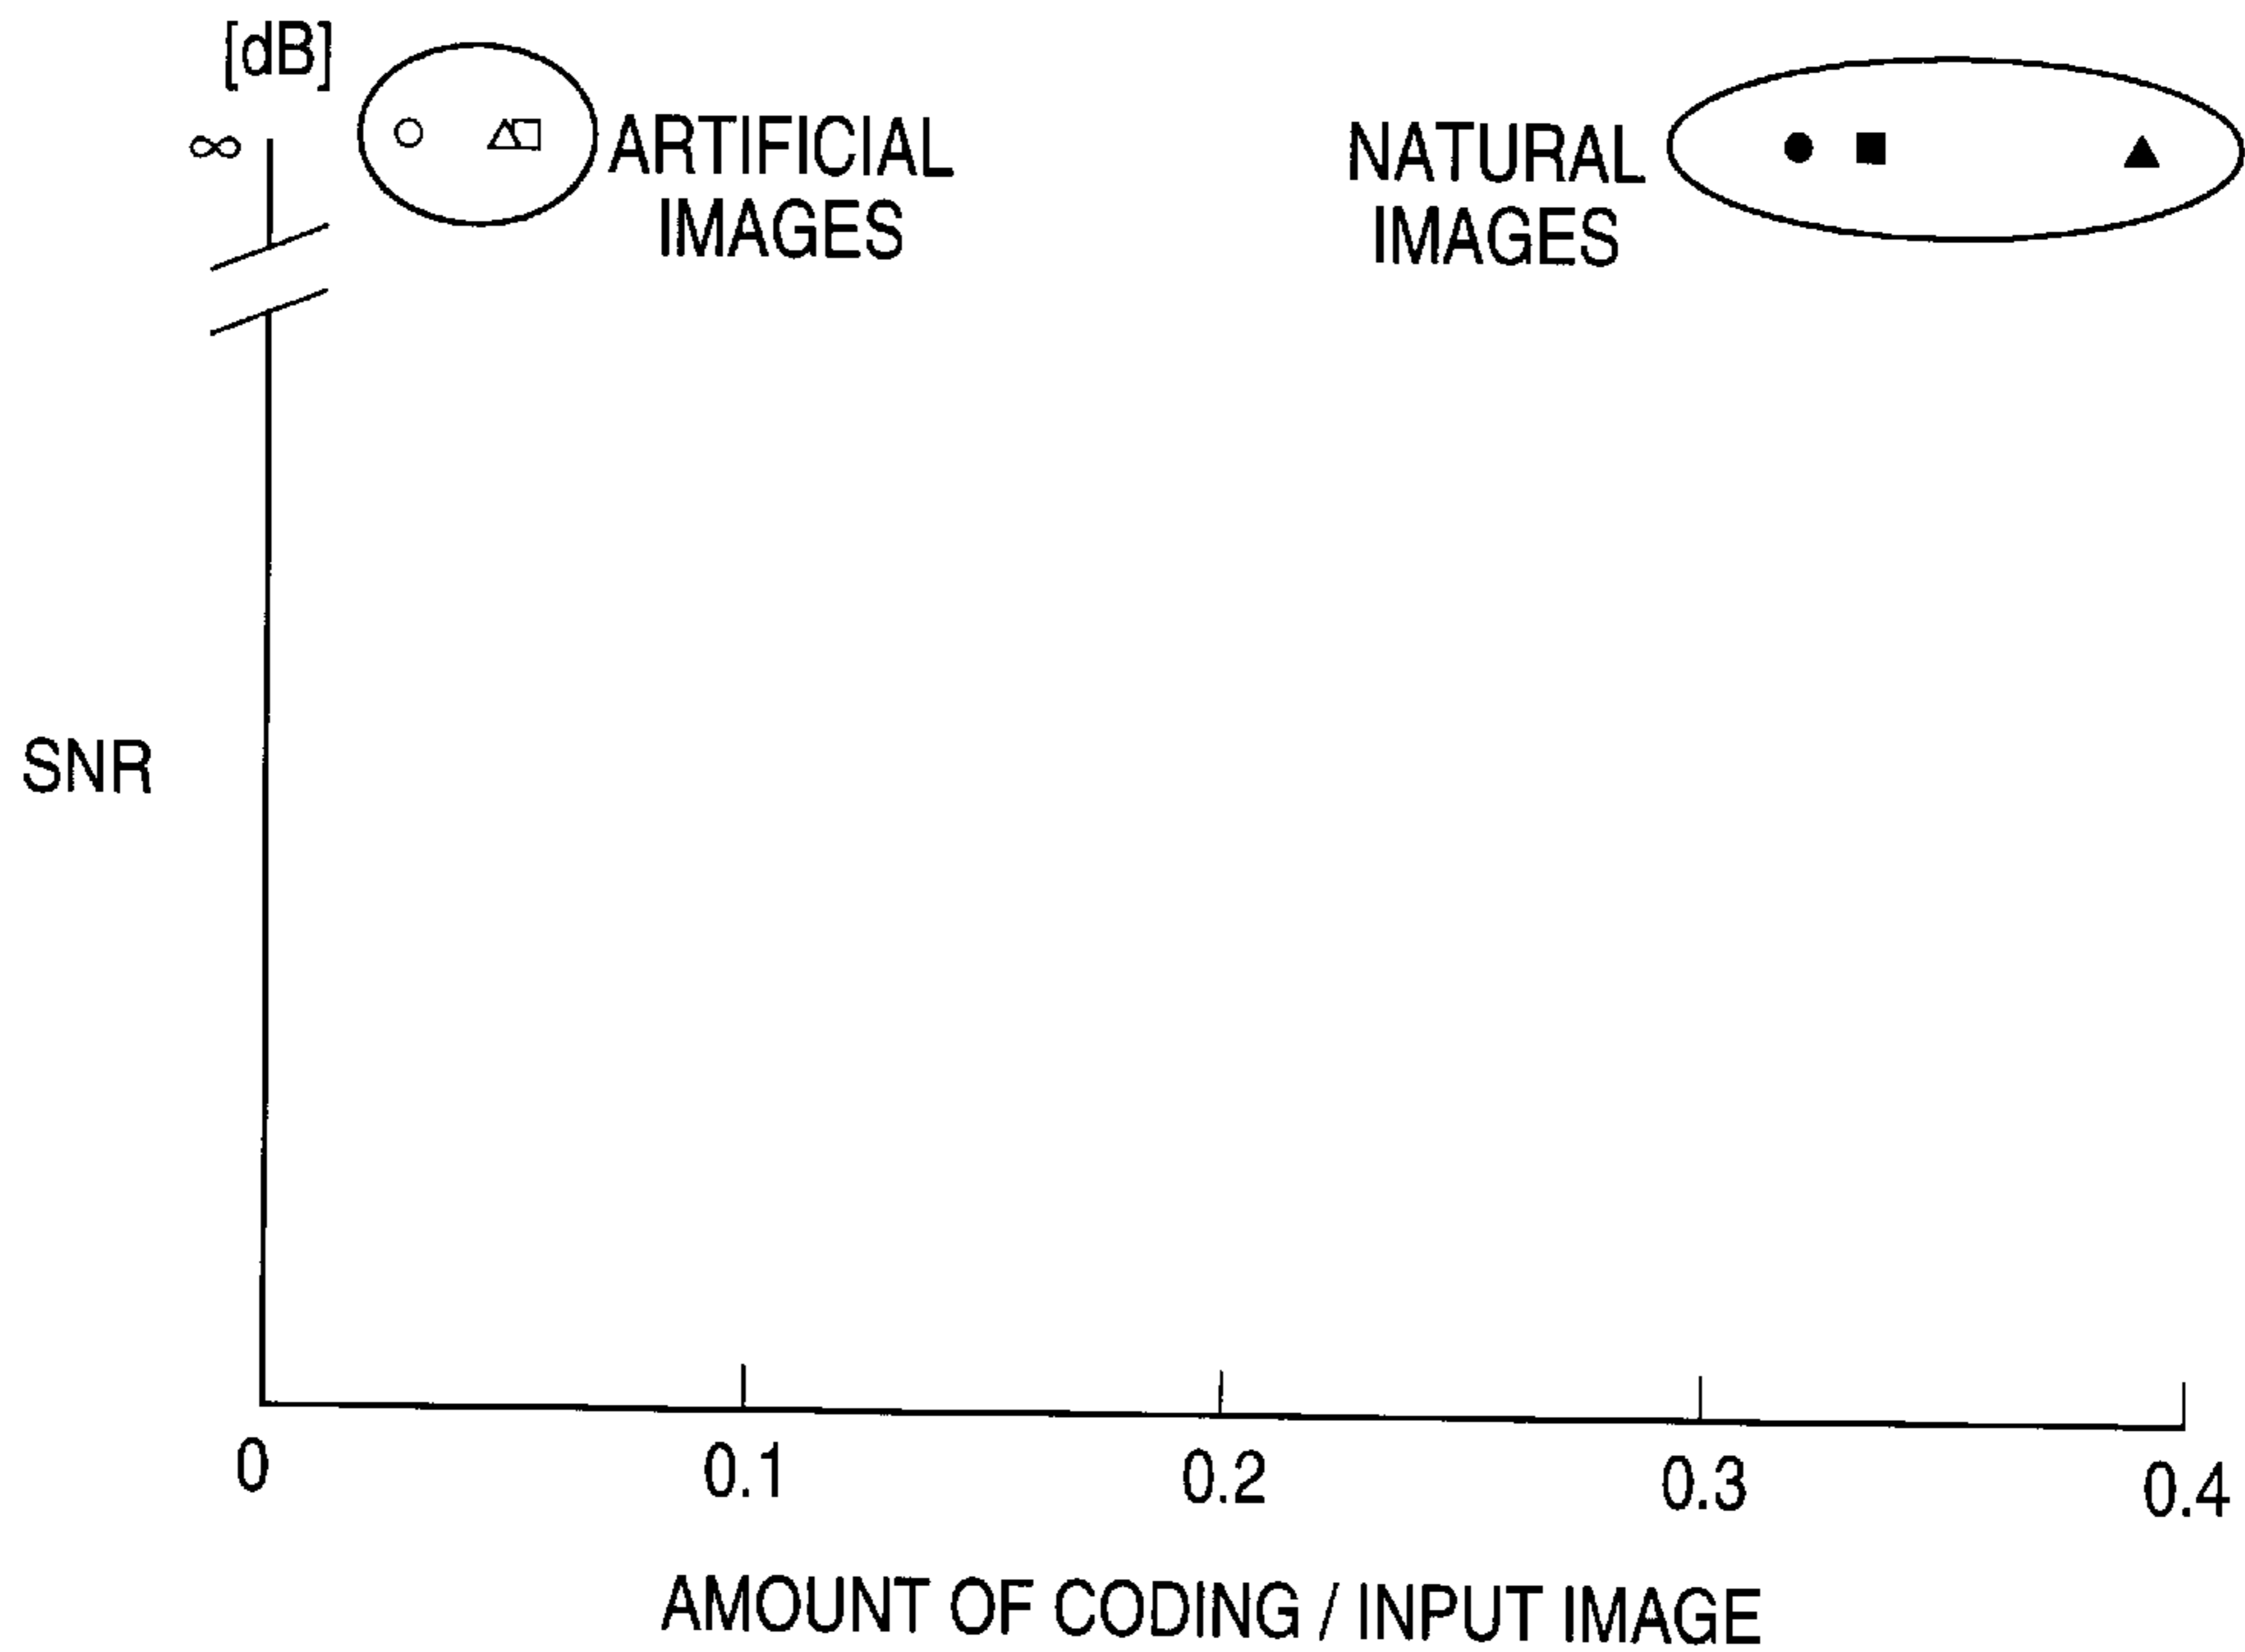 [dB]
∞
ARTIFICIAL
IMAGES
NATURAL
IMAGES
SNR
0
0.1
0.2
0.3
0.4
AMOUNT OF CODING / INPUT IMAGE